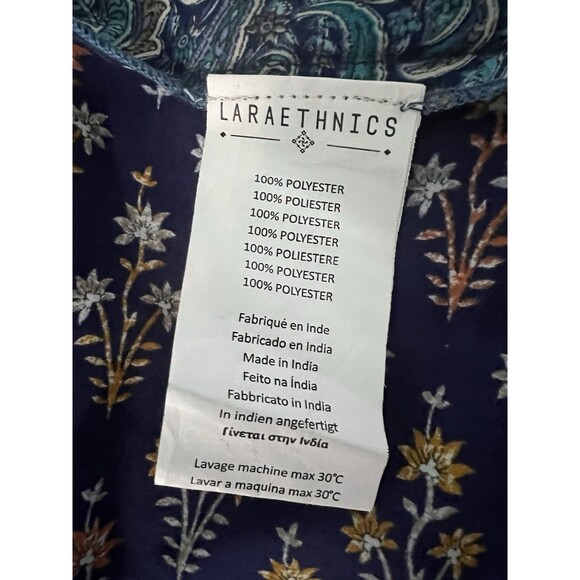 LARAETHNICS
100% POLYESTER
100% POLIESTER
100% POLYESTER
100% POLYESTER
100% POLIESTERE
100% POLYESTER
100% POLYESTER
Fabriqué en Inde
Fabricado en India
Made in India
Feito na Índia
Fabbricato in India
In indien angefertigt
Γίνεται στην Ινδία
Lavage machine max 30°C
Lavar a maquina max 30°C